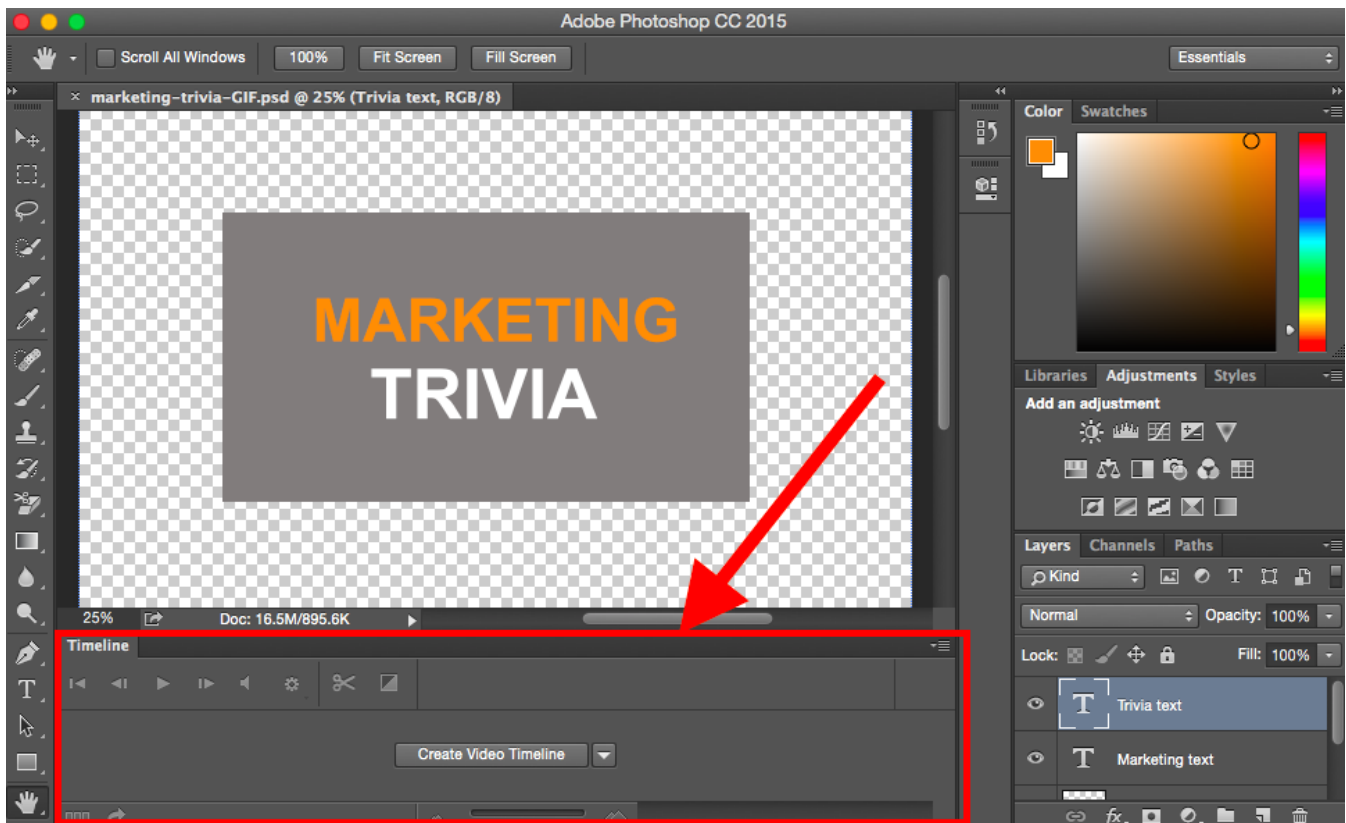 Adobe Photoshop CC 2015
Scroll All Windows 100% Fit Screen Fill Screen Essentials
× marketing-trivia-GIF.psd @ 25% (Trivia text, RGB/8)
MARKETING
TRIVIA
25% Doc: 16.5M/895.6K
Timeline
Create Video Timeline
Color Swatches
Libraries Adjustments Styles
Add an adjustment
Layers Channels Paths
Kind
Normal Opacity: 100%
Lock: Fill: 100%
T Trivia text
T Marketing text
fx